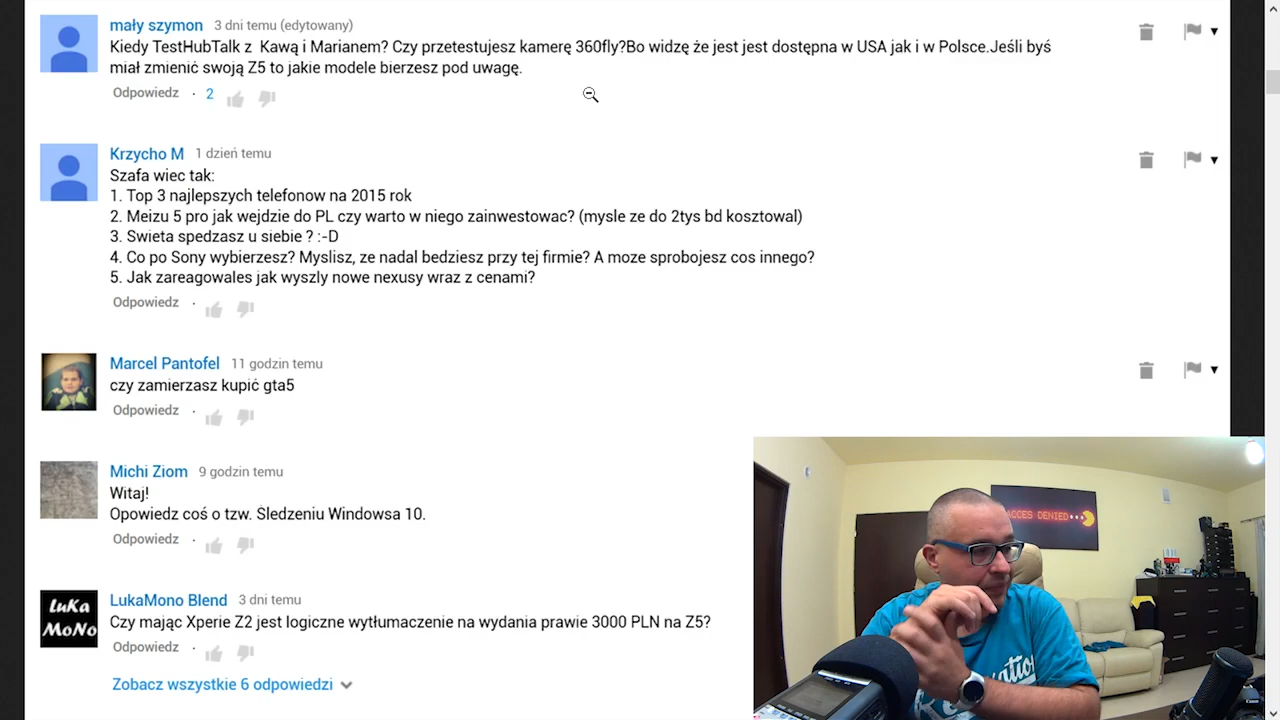 mały szymon 3 dni temu (edytowany)
Kiedy TestHubTalk z Kawą i Marianem? Czy przetestujesz kamerę 360fly?Bo widzę że jest jest dostępna w USA jak i w Polsce.Jeśli byś
miał zmienić swoją Z5 to jakie modele bierzesz pod uwagę.
Odpowiedz · 2
Krzycho M 1 dzień temu
Szafa wiec tak:
1. Top 3 najlepszych telefonow na 2015 rok
2. Meizu 5 pro jak wejdzie do PL czy warto w niego zainwestowac? (mysle ze do 2tys bd kosztowal)
3. Swieta spedzasz u siebie ? :-D
4. Co po Sony wybierzesz? Myslisz, ze nadal bedziesz przy tej firmie? A moze sprobojesz cos innego?
5. Jak zareagowales jak wyszly nowe nexusy wraz z cenami?
Odpowiedz ·
Marcel Pantofel 11 godzin temu
czy zamierzasz kupić gta5
Odpowiedz ·
Michi Ziom 9 godzin temu
Witaj!
Opowiedz coś o tzw. Śledzeniu Windowsa 10.
Odpowiedz ·
ACCES DENIED
luKa
MoNo
LukaMono Blend 3 dni temu
Czy mając Xperie Z2 jest logiczne wytłumaczenie na wydania prawie 3000 PLN na Z5?
Odpowiedz ·
Zobacz wszystkie 6 odpowiedzi